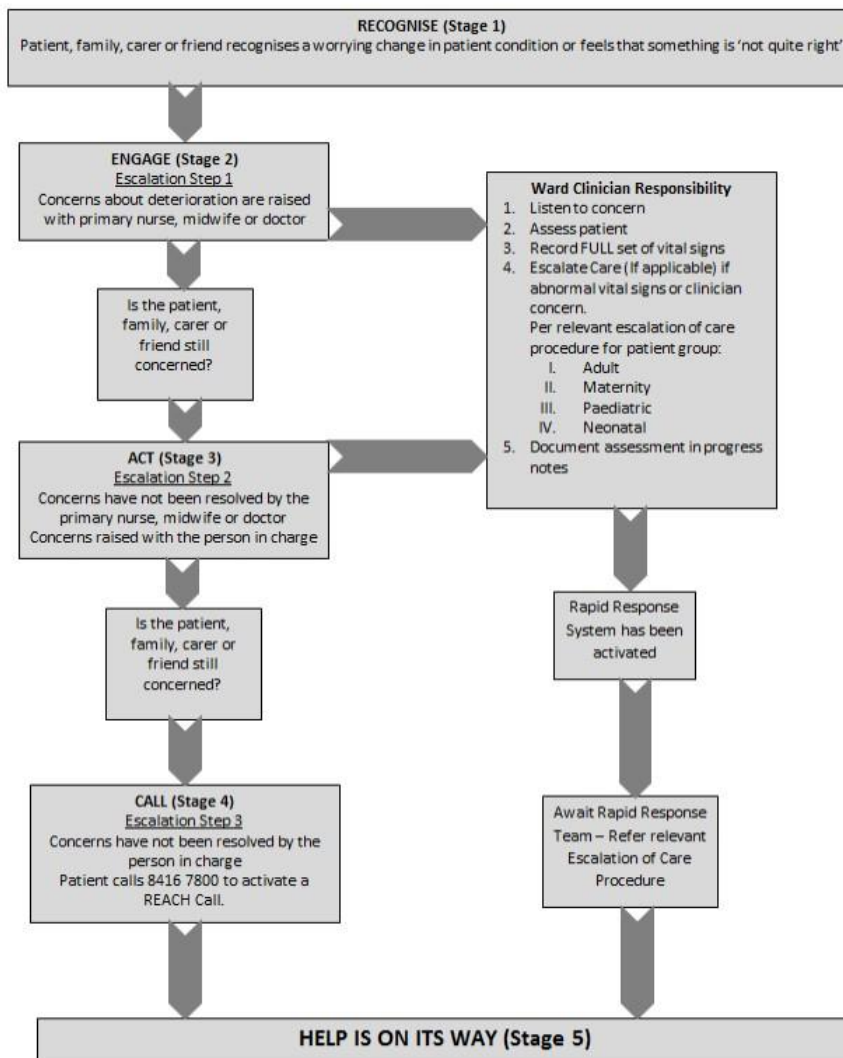 RECOGNISE (Stage 1)
Patient, family, carer or friend recognises a worrying change in patient condition or feels that something is ‘not quite right’
ENGAGE (Stage 2)
Escalation Step 1
Concerns about deterioration are raised
with primary nurse, midwife or doctor
Is the patient,
family, carer or
friend still
concerned?
ACT (Stage 3)
Escalation Step 2
Concerns have not been resolved by the
primary nurse, midwife or doctor
Concerns raised with the person in charge
Is the patient,
family, carer or
friend still
concerned?
CALL (Stage 4)
Escalation Step 3
Concerns have not been resolved by the
person in charge
Patient calls 8416 7800 to activate a
REACH Call.
Ward Clinician Responsibility
1. Listen to concern
2. Assess patient
3. Record FULL set of vital signs
4. Escalate Care (If applicable) if
abnormal vital signs or clinician
concern.
Per relevant escalation of care
procedure for patient group:
I. Adult
II. Maternity
III. Paediatric
IV. Neonatal
5. Document assessment in progress
notes
Rapid Response
System has been
activated
Await Rapid Response
Team – Refer relevant
Escalation of Care
Procedure
HELP IS ON ITS WAY (Stage 5)